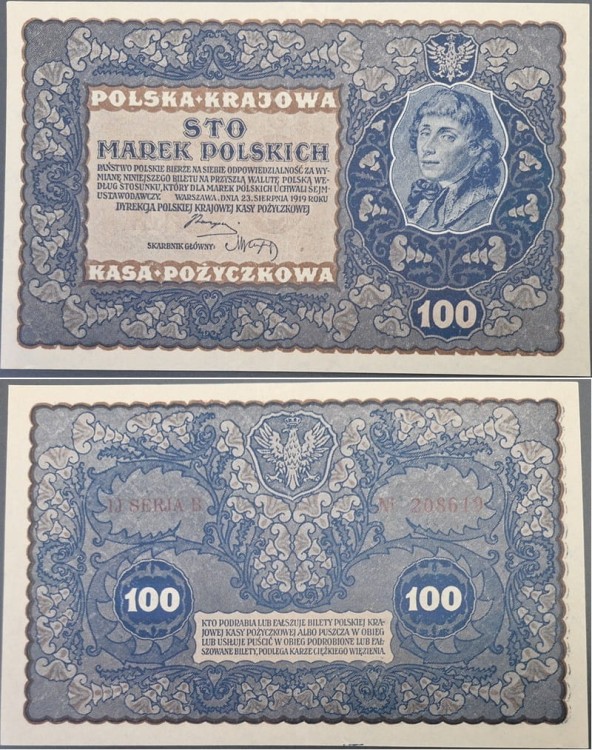 POLSKA•KRAJOWA
STO
MAREK POLSKICH
PAŃSTWO POLSKIE BIERZE NA SIEBIE ODPOWIEDZIALNOŚĆ ZA WY-
MIANĘ NINIEJSZEGO BILETU NA PRZYSZŁĄ WALUTĘ POLSKĄ WE-
DŁUG STOSUNKU, KTÓRY DLA MAREK POLSKICH UCHWALI SEJM
USTAWODAWCZY. WARSZAWA, DNIA 23. SIERPNIA 1919 ROKU
DYREKCJA POLSKIEJ KRAJOWEJ KASY POŻYCZKOWEJ
SKARBNIK GŁÓWNY:
KASA•POŻYCZKOWA
100
IJ SERJA B № 208619
100 100
KTO PODRABIA LUB FAŁSZUJE BILETY POLSKIEJ KRA-
JOWEJ KASY POŻYCZKOWEJ ALBO PUSZCZA W OBIEG
LUB USIŁUJE PUŚCIĆ W OBIEG PODROBIONE LUB FAŁ-
SZOWANE BILETY, PODLEGA KARZE CIĘŻKIEGO WIĘZIENIA.